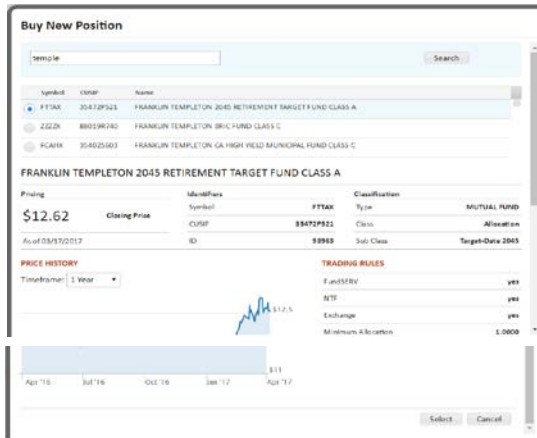 Buy New Position
temple Search
Symbol CUSIP Name
FTTAX 35472P521 FRANKLIN TEMPLETON 2045 RETIREMENT TARGET FUND CLASS A
ZZZZK 88019R740 FRANKLIN TEMPLETON BRIC FUND CLASS C
FCAHX 354025603 FRANKLIN TEMPLETON CA HIGH YIELD MUNICIPAL FUND CLASS C
FRANKLIN TEMPLETON 2045 RETIREMENT TARGET FUND CLASS A
Pricing Identifiers Classification
$12.62 Closing Price Symbol FTTAX Type MUTUAL FUND
CUSIP 35472P521 Class Allocation
As of 03/17/2017 ID 90963 Sub Class Target-Date 2045
PRICE HISTORY TRADING RULES
Timeframe: 1 Year FundSERV yes
NTF yes
$12.5 Exchange yes
Minimum Allocation 1.0000
$11
Apr '16 Jul '16 Oct '16 Jan '17 Apr '17
Select Cancel